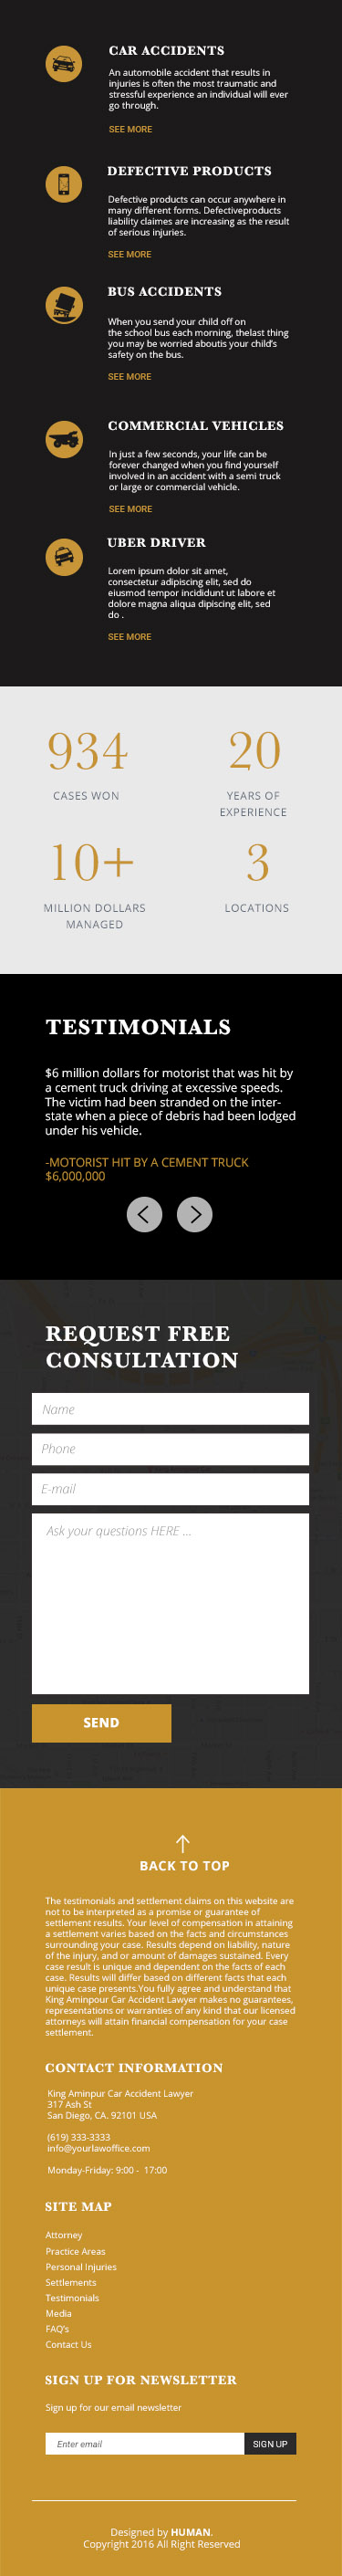 CAR ACCIDENTS
An automobile accident that results in
injuries is often the most traumatic and
stressful experience an individual will ever
go through.
SEE MORE
DEFECTIVE PRODUCTS
Defective products can occur anywhere in
many different forms. Defectiveproducts
liability claims are increasing as the result
of serious injuries.
SEE MORE
BUS ACCIDENTS
When you send your child off on
the school bus each morning, thelast thing
you may be worried aboutis your child's
safety on the bus.
SEE MORE
COMMERCIAL VEHICLES
In just a few seconds, your life can be
forever changed when you find yourself
involved in an accident with a semi truck
or large or commercial vehicle.
SEE MORE
UBER DRIVER
Lorem ipsum dolor sit amet,
consectetur adipiscing elit, sed do
eiusmod tempor incididunt ut labore et
dolore magna aliqua dipiscing elit, sed
do .
SEE MORE
934
CASES WON
20
YEARS OF
EXPERIENCE
10+
MILLION DOLLARS
MANAGED
3
LOCATIONS
TESTIMONIALS
$6 million dollars for motorist that was hit by
a cement truck driving at excessive speeds.
The victim had been stranded on the inter-
state when a piece of debris had been lodged
under his vehicle.
-MOTORIST HIT BY A CEMENT TRUCK
$6,000,000
REQUEST FREE
CONSULTATION
Name
Phone
E-mail
Ask your questions HERE ...
SEND
BACK TO TOP
The testimonials and settlement claims on this website are
not to be interpreted as a promise or guarantee of
settlement results. Your level of compensation in attaining
a settlement varies based on the facts and circumstances
surrounding your case. Results depend on liability, nature
of the injury, and or amount of damages sustained. Every
case result is unique and dependent on the facts of each
case. Results will differ based on different facts that each
unique case presents.You fully agree and understand that
King Aminpour Car Accident Lawyer makes no guarantees,
representations or warranties of any kind that our licensed
attorneys will attain financial compensation for your case
settlement.
CONTACT INFORMATION
King Aminpur Car Accident Lawyer
317 Ash St
San Diego, CA. 92101 USA
(619) 333-3333
info@yourlawoffice.com
Monday-Friday: 9:00 - 17:00
SITE MAP
Attorney
Practice Areas
Personal Injuries
Settlements
Testimonials
Media
FAQ's
Contact Us
SIGN UP FOR NEWSLETTER
Sign up for our email newsletter
Enter email
SIGN UP
Designed by HUMAN.
Copyright 2016 All Right Reserved